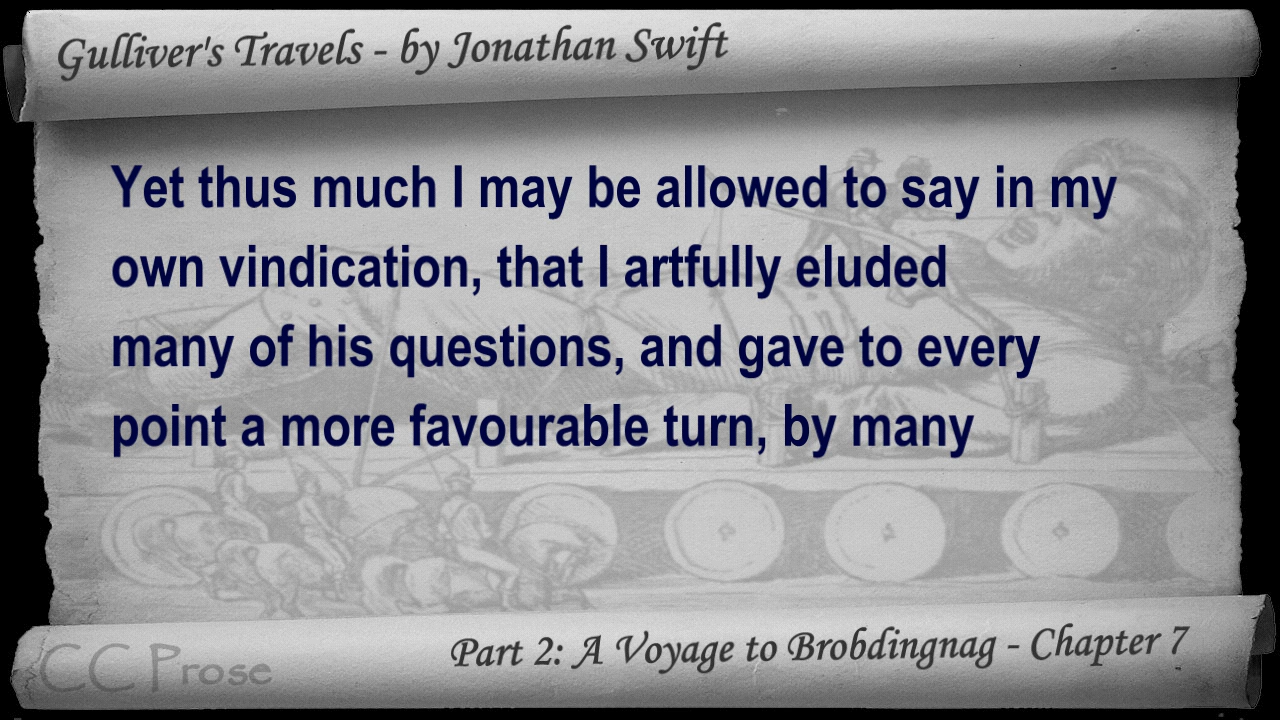 Gulliver's Travels - by Jonathan Swift
Yet thus much I may be allowed to say in my
own vindication, that I artfully eluded
many of his questions, and gave to every
point a more favourable turn, by many
Part 2: A Voyage to Brobdingnag - Chapter 7
CC Prose